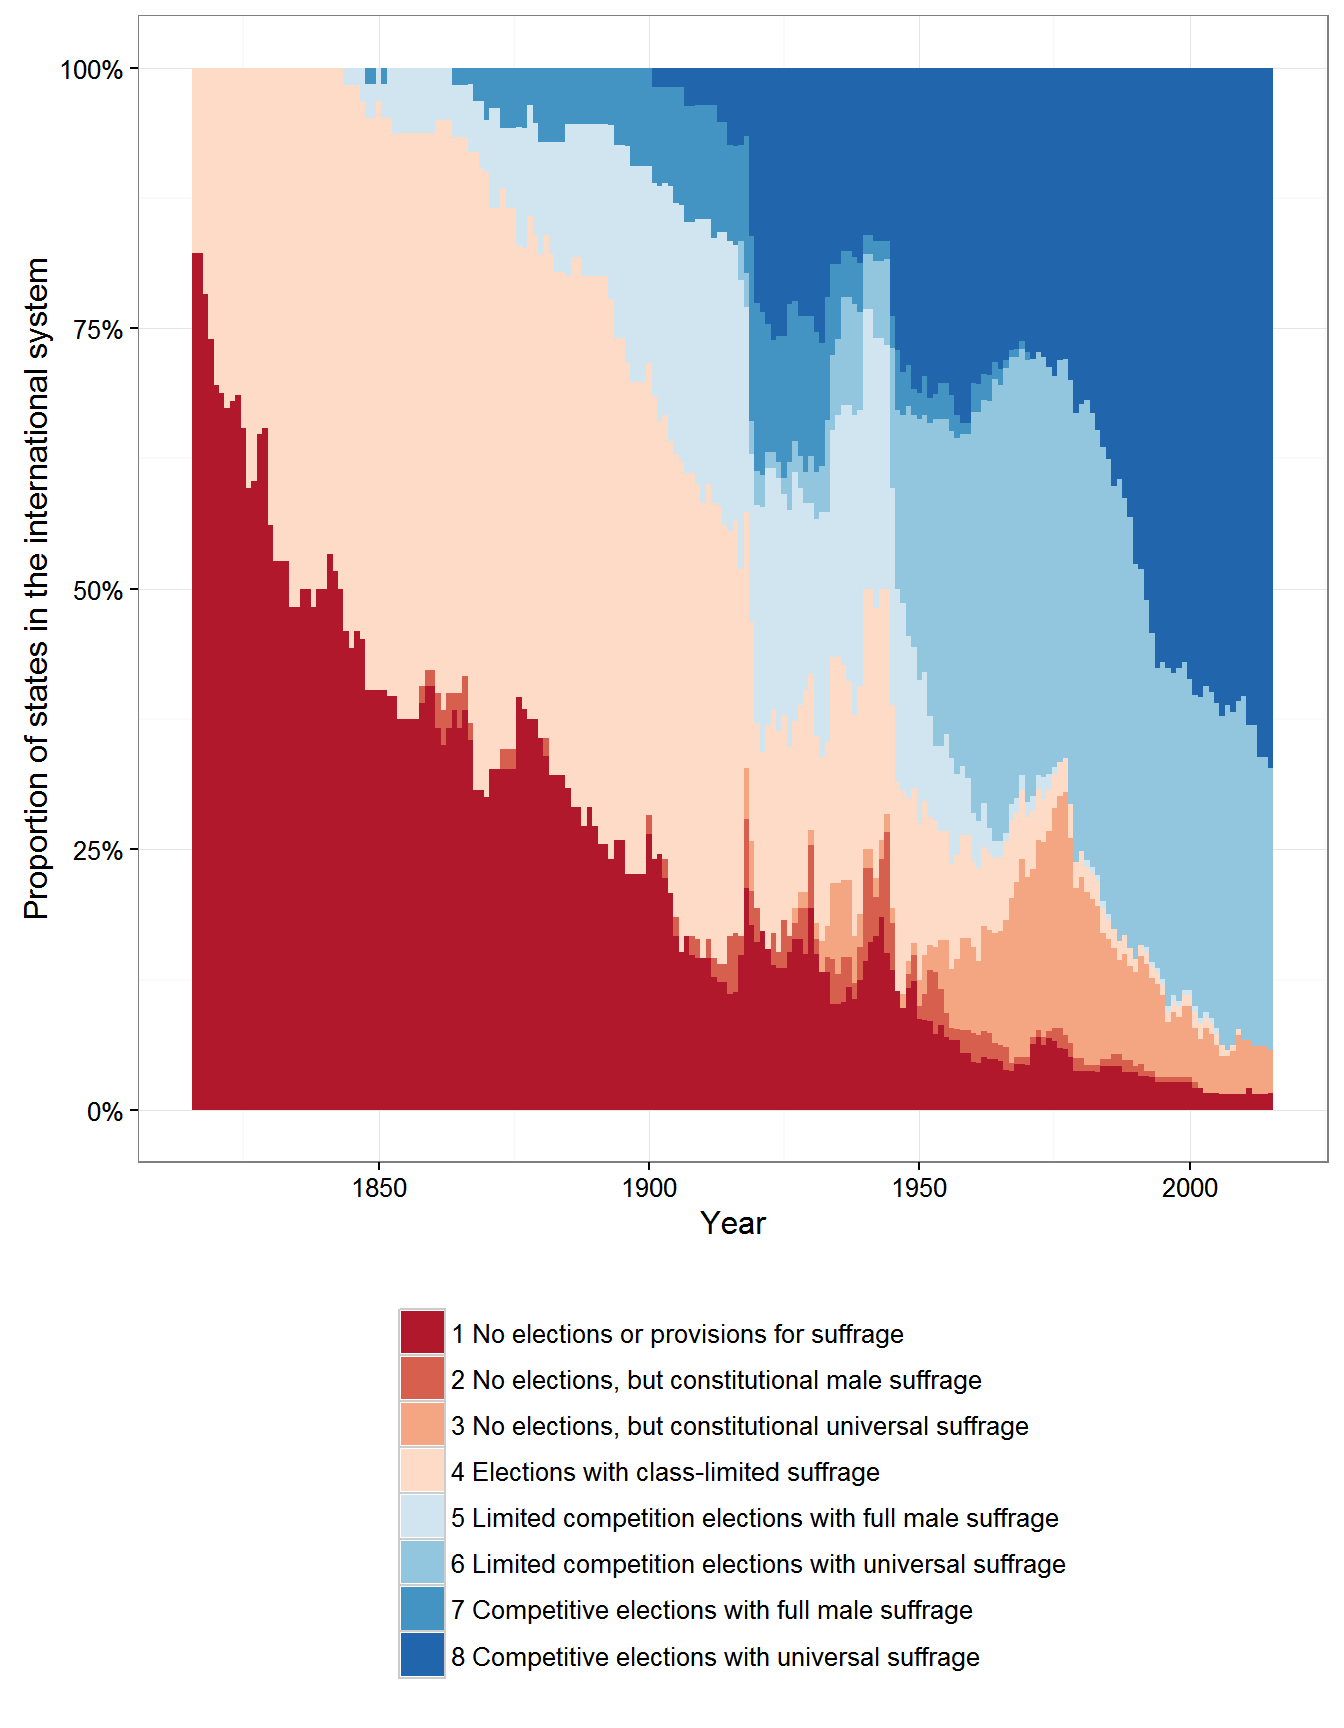 Proportion of states in the international system
100%
75%
50%
25%
0%
1850 1900 1950 2000
Year
1 No elections or provisions for suffrage
2 No elections, but constitutional male suffrage
3 No elections, but constitutional universal suffrage
4 Elections with class-limited suffrage
5 Limited competition elections with full male suffrage
6 Limited competition elections with universal suffrage
7 Competitive elections with full male suffrage
8 Competitive elections with universal suffrage